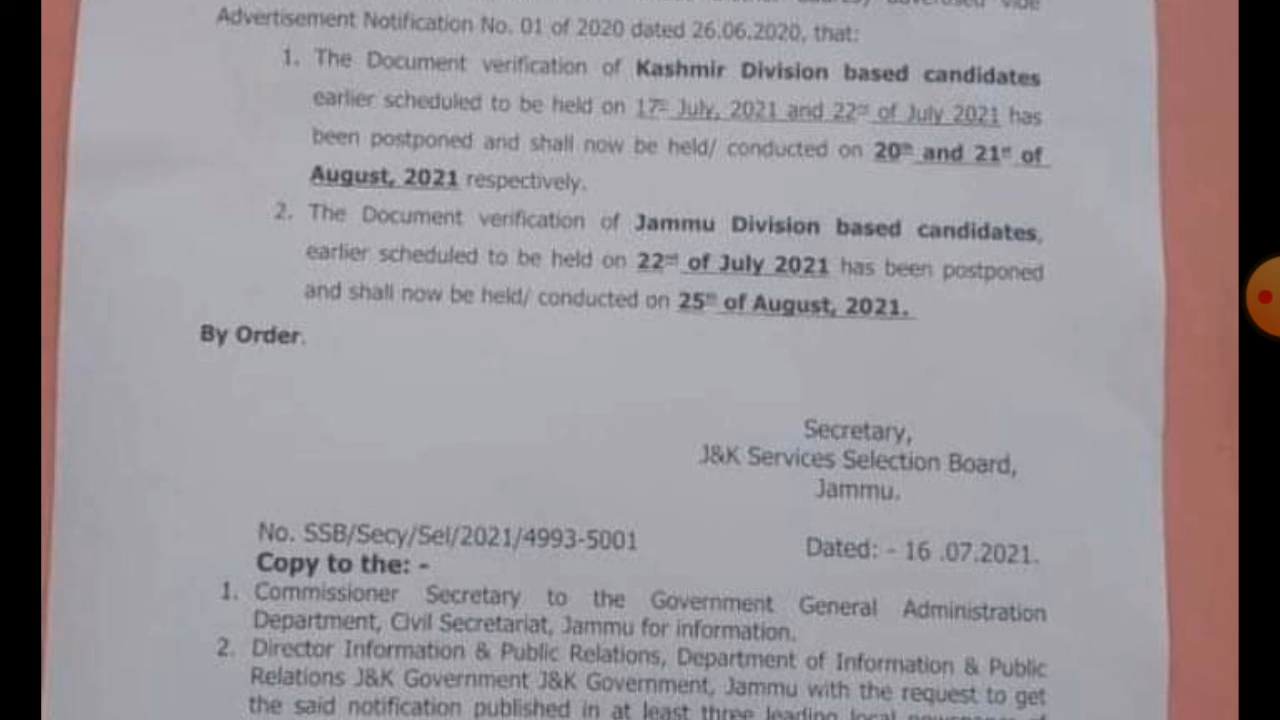 advertised vide
Advertisement Notification No. 01 of 2020 dated 26.06.2020, that:
1. The Document verification of Kashmir Division based candidates
earlier scheduled to be held on 17th July, 2021 and 22nd of July 2021 has
been postponed and shall now be held/ conducted on 20th and 21st of
August, 2021 respectively.
2. The Document verification of Jammu Division based candidates,
earlier scheduled to be held on 22nd of July 2021 has been postponed
and shall now be held/ conducted on 25th of August, 2021.
By Order.
Secretary,
J&K Services Selection Board,
Jammu.
No. SSB/Secy/Sel/2021/4993-5001
Dated: - 16 .07.2021.
Copy to the: -
1. Commissioner Secretary to the Government General Administration
Department, Civil Secretariat, Jammu for information.
2. Director Information & Public Relations, Department of Information & Public
Relations J&K Government J&K Government, Jammu with the request to get
the said notification published in at least three leading local